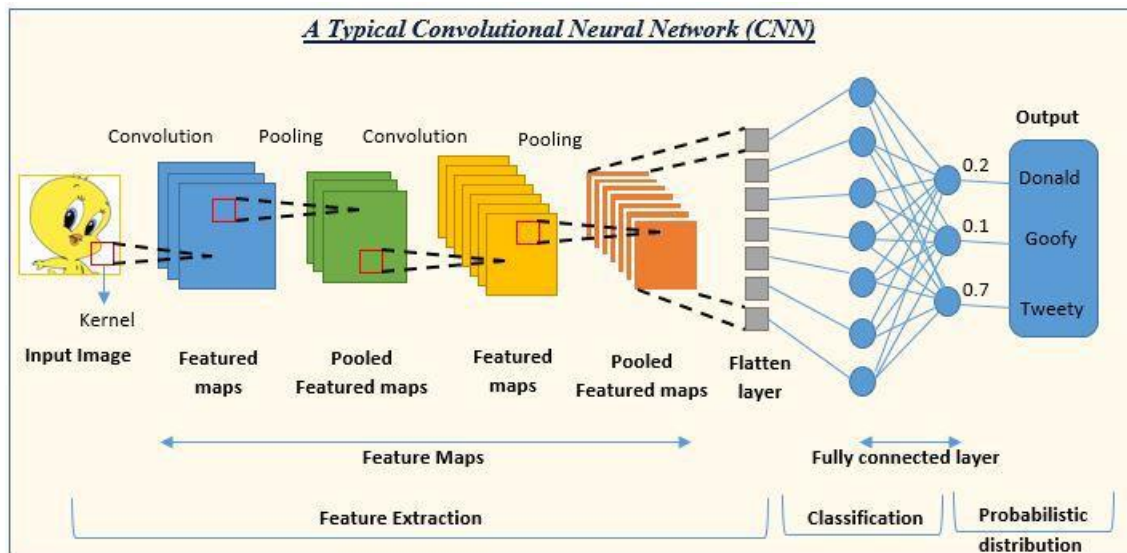 A Typical Convolutional Neural Network (CNN)
Convolution
Pooling
Convolution
Pooling
Output
0.2
Donald
0.1
Goofy
0.7
Tweety
Kernel
Input Image
Featured
maps
Pooled
Featured maps
Featured
maps
Pooled
Featured maps
Flatten
layer
Feature Maps
Fully connected layer
Feature Extraction
Classification
Probabilistic
distribution